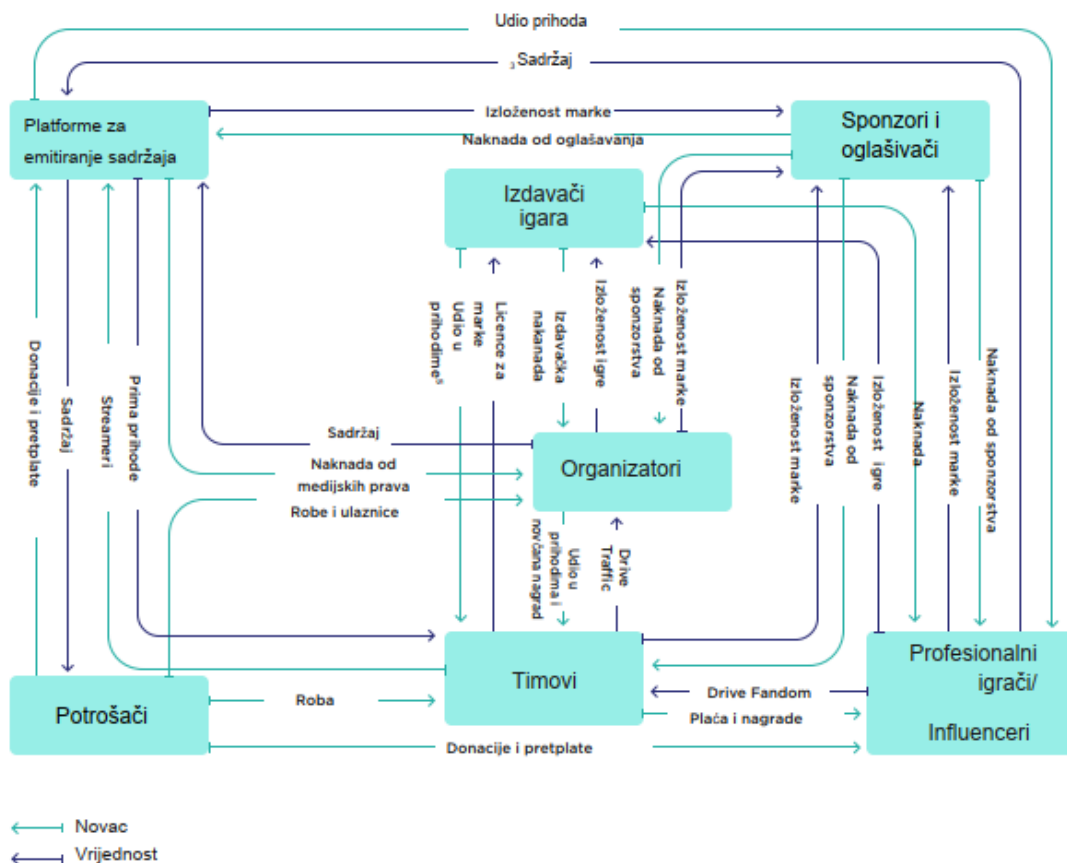 Udio prihoda
3 Sadržaj
Platforme za
emitiranje sadržaja
Izloženost marke
Naknada od oglašavanja
Sponzori i
oglašivači
Izdavači
igara
Udio u
prihodime⁵
Licence za
marke
Izdavačka
nakanada
Izloženost igre
Naknada od
sponzorstva
Izloženost marke
Donacije i pretplate
Sadržaj
Streameri
Prima prihode
Izloženost marke
Naknada od
sponzorstva
Izloženost igre
Naknada
Izloženost marke
Naknada od sponzorstva
Sadržaj
Naknada od
medijskih prava
Robe i ulaznice
Organizatori
Udio u
prihodima i
novčana nagrad
Drive
Traffic
Potrošači
Roba
Timovi
Drive Fandom
Plaća i nagrade
Donacije i pretplate
Profesionalni
igrači/
Influenceri
Novac
Vrijednost